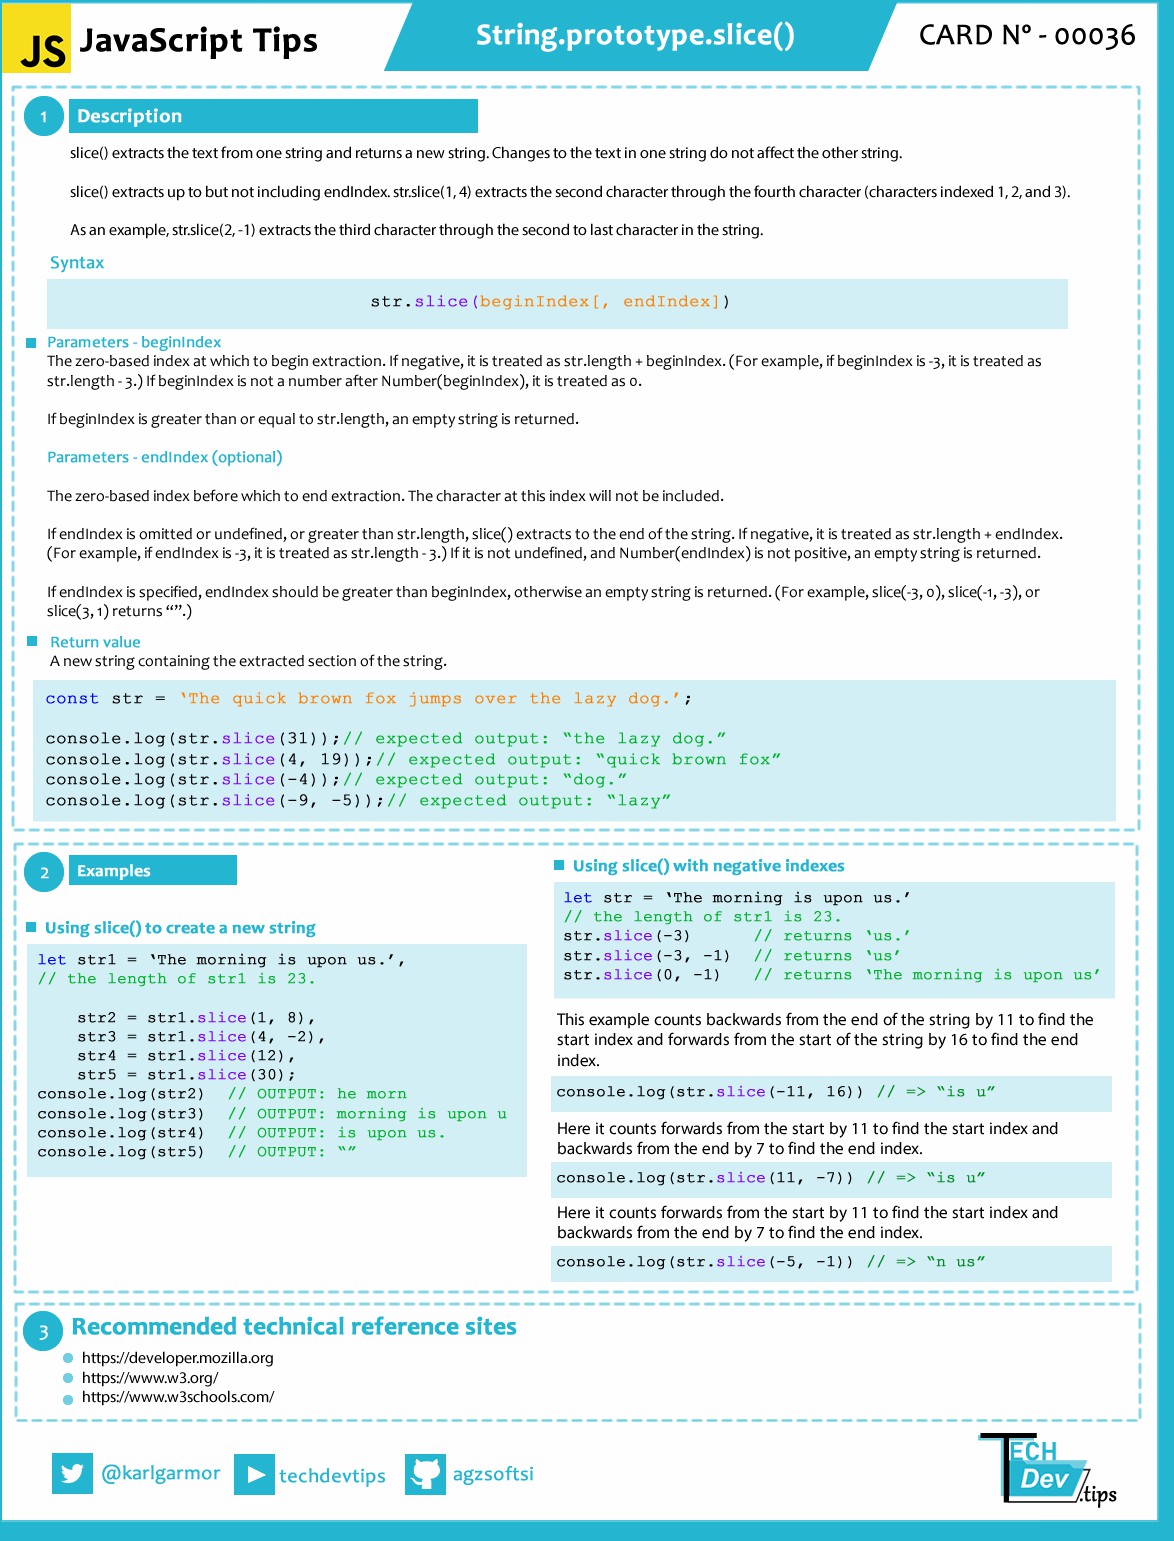 JS JavaScript Tips
String.prototype.slice()
CARD Nº - 00036
1 Description
slice() extracts the text from one string and returns a new string. Changes to the text in one string do not affect the other string.
slice() extracts up to but not including endIndex. str.slice(1, 4) extracts the second character through the fourth character (characters indexed 1, 2, and 3).
As an example, str.slice(2, -1) extracts the third character through the second to last character in the string.
Syntax
str.slice(beginIndex[, endIndex])
Parameters - beginIndex
The zero-based index at which to begin extraction. If negative, it is treated as str.length + beginIndex. (For example, if beginIndex is -3, it is treated as
str.length - 3.) If beginIndex is not a number after Number(beginIndex), it is treated as 0.
If beginIndex is greater than or equal to str.length, an empty string is returned.
Parameters - endIndex (optional)
The zero-based index before which to end extraction. The character at this index will not be included.
If endIndex is omitted or undefined, or greater than str.length, slice() extracts to the end of the string. If negative, it is treated as str.length + endIndex.
(For example, if endIndex is -3, it is treated as str.length - 3.) If it is not undefined, and Number(endIndex) is not positive, an empty string is returned.
If endIndex is specified, endIndex should be greater than beginIndex, otherwise an empty string is returned. (For example, slice(-3, 0), slice(-1, -3), or
slice(3, 1) returns “”.)
Return value
A new string containing the extracted section of the string.
const str = ‘The quick brown fox jumps over the lazy dog.’;
console.log(str.slice(31));// expected output: “the lazy dog.”
console.log(str.slice(4, 19));// expected output: “quick brown fox”
console.log(str.slice(-4));// expected output: “dog.”
console.log(str.slice(-9, -5));// expected output: “lazy”
2 Examples
Using slice() to create a new string
let str1 = ‘The morning is upon us.’,
// the length of str1 is 23.
str2 = str1.slice(1, 8),
str3 = str1.slice(4, -2),
str4 = str1.slice(12),
str5 = str1.slice(30);
console.log(str2) // OUTPUT: he morn
console.log(str3) // OUTPUT: morning is upon u
console.log(str4) // OUTPUT: is upon us.
console.log(str5) // OUTPUT: “”
Using slice() with negative indexes
let str = ‘The morning is upon us.’
// the length of str1 is 23.
str.slice(-3) // returns ‘us.’
str.slice(-3, -1) // returns ‘us’
str.slice(0, -1) // returns ‘The morning is upon us’
This example counts backwards from the end of the string by 11 to find the
start index and forwards from the start of the string by 16 to find the end
index.
console.log(str.slice(-11, 16)) // => “is u”
Here it counts forwards from the start by 11 to find the start index and
backwards from the end by 7 to find the end index.
console.log(str.slice(11, -7)) // => “is u”
Here it counts forwards from the start by 11 to find the start index and
backwards from the end by 7 to find the end index.
console.log(str.slice(-5, -1)) // => “n us”
3 Recommended technical reference sites
https://developer.mozilla.org
https://www.w3.org/
https://www.w3schools.com/
@karlgarmor
techdevtips
agzsoftsi
TECH
Dev
.tips